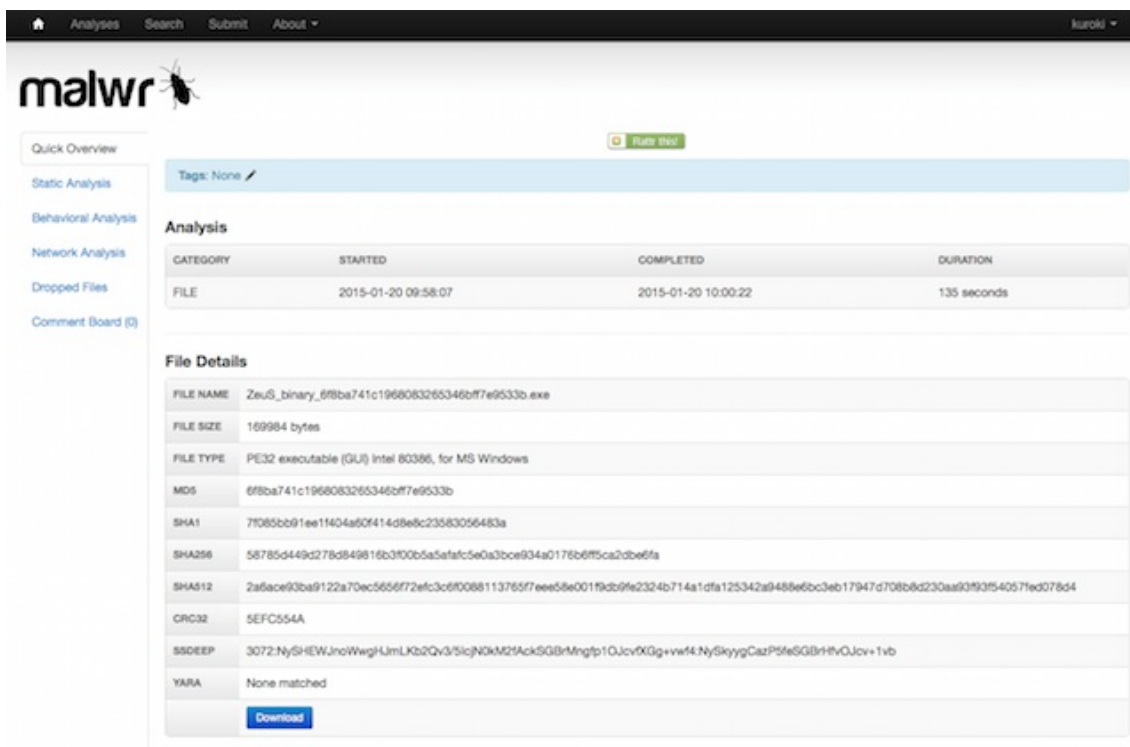 Analyses Search Submit About kuroki
malwr
Flattr this!
Quick Overview
Static Analysis
Behavioral Analysis
Network Analysis
Dropped Files
Comment Board (0)
Tags: None
Analysis
CATEGORY STARTED COMPLETED DURATION
FILE 2015-01-20 09:58:07 2015-01-20 10:00:22 135 seconds
File Details
FILE NAME ZeuS_binary_6f8ba741c1968083265346bff7e9533b.exe
FILE SIZE 169984 bytes
FILE TYPE PE32 executable (GUI) Intel 80386, for MS Windows
MD5 6f8ba741c1968083265346bff7e9533b
SHA1 7f085bb91ee1f404a60f414d8e8c23583056483a
SHA256 58785d449d278d849816b3f00b5a5afafc5e0a3bce934a0176b6ff5ca2dbe6fa
SHA512
CRC32 5EFC554A
SSDEEP
YARA None matched
Download